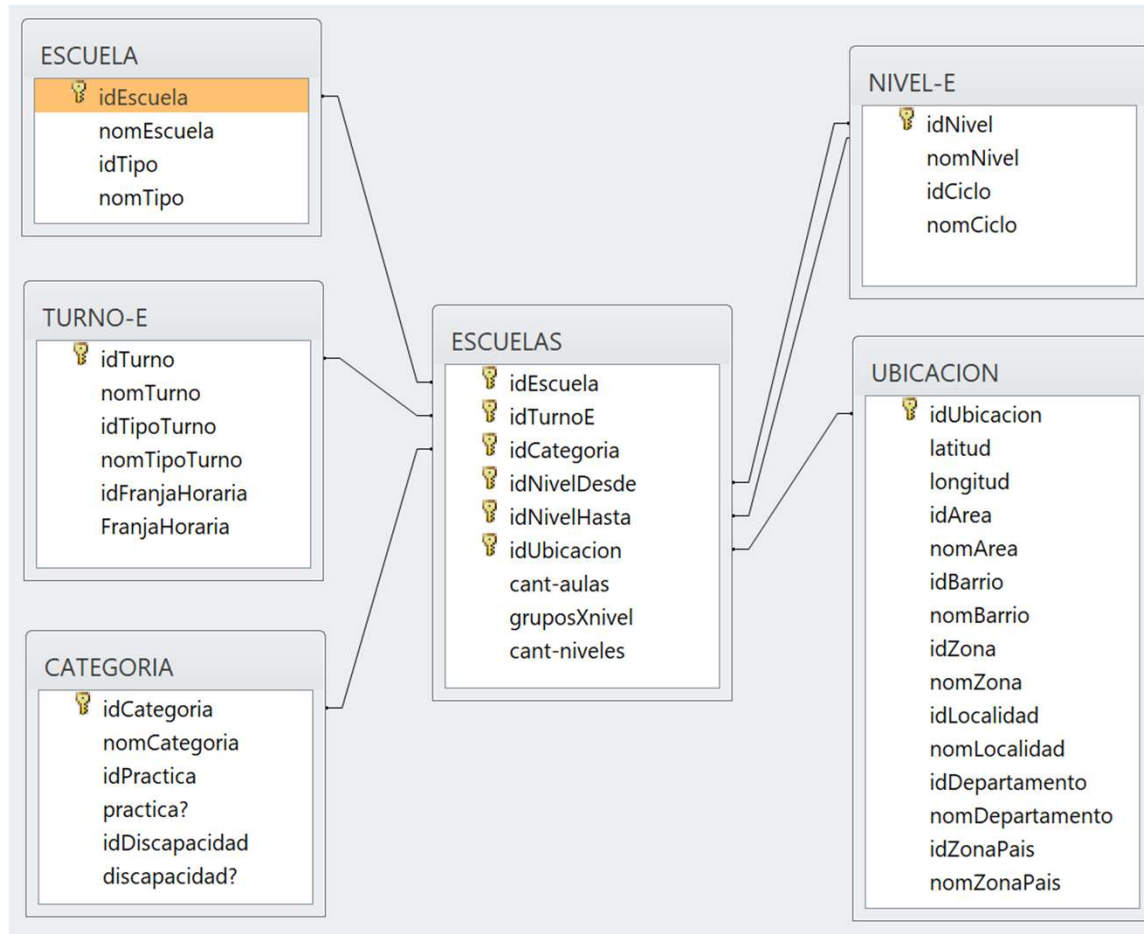 ESCUELA
idEscuela
nomEscuela
idTipo
nomTipo
TURNO-E
idTurno
nomTurno
idTipoTurno
nomTipoTurno
idFranjaHoraria
FranjaHoraria
CATEGORIA
idCategoria
nomCategoria
idPractica
practica?
idDiscapacidad
discapacidad?
ESCUELAS
idEscuela
idTurnoE
idCategoria
idNivelDesde
idNivelHasta
idUbicacion
cant-aulas
gruposXnivel
cant-niveles
NIVEL-E
idNivel
nomNivel
idCiclo
nomCiclo
UBICACION
idUbicacion
latitud
longitud
idArea
nomArea
idBarrio
nomBarrio
idZona
nomZona
idLocalidad
nomLocalidad
idDepartamento
nomDepartamento
idZonaPais
nomZonaPais